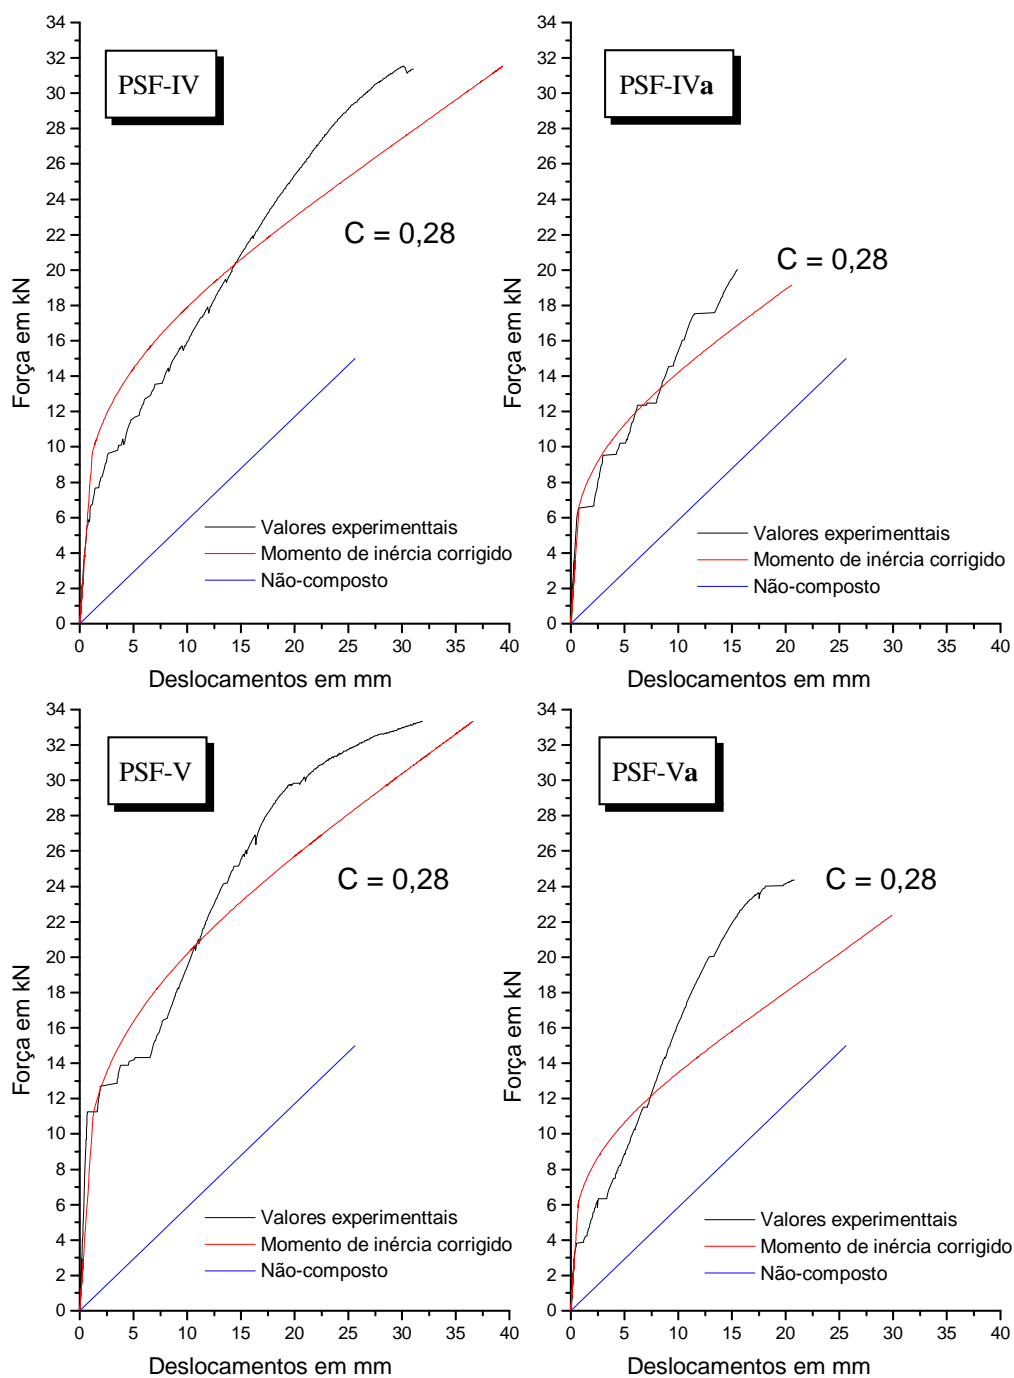 34
32
30
28
26
24
22
20
18
16
14
12
10
8
6
4
2
0
Força em kN
PSF-IV
C = 0,28
Valores experimenttais
Momento de inércia corrigido
Não-composto
0 5 10 15 20 25 30 35 40
Deslocamentos em mm
34
32
30
28
26
24
22
20
18
16
14
12
10
8
6
4
2
0
Força em kN
PSF-IVa
C = 0,28
Valores experimenttais
Momento de inércia corrigido
Não-composto
0 5 10 15 20 25 30 35 40
Deslocamentos em mm
34
32
30
28
26
24
22
20
18
16
14
12
10
8
6
4
2
0
Força em kN
PSF-V
C = 0,28
Valores experimenttais
Momento de inércia corrigido
Não-composto
0 5 10 15 20 25 30 35 40
Deslocamentos em mm
34
32
30
28
26
24
22
20
18
16
14
12
10
8
6
4
2
0
Força em kN
PSF-Va
C = 0,28
Valores experimenttais
Momento de inércia corrigido
Não-composto
0 5 10 15 20 25 30 35 40
Deslocamentos em mm